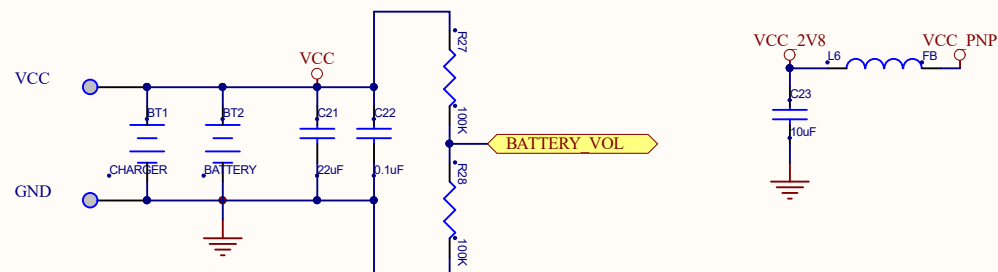 VCC
BT1
CHARGER
BT2
BATTERY
VCC
C21
22uF
C22
0.1uF
R27
100K
BATTERY_VOL
R28
100K
GND
VCC_2V8
L6
FB
VCC_PNP
C23
10uF